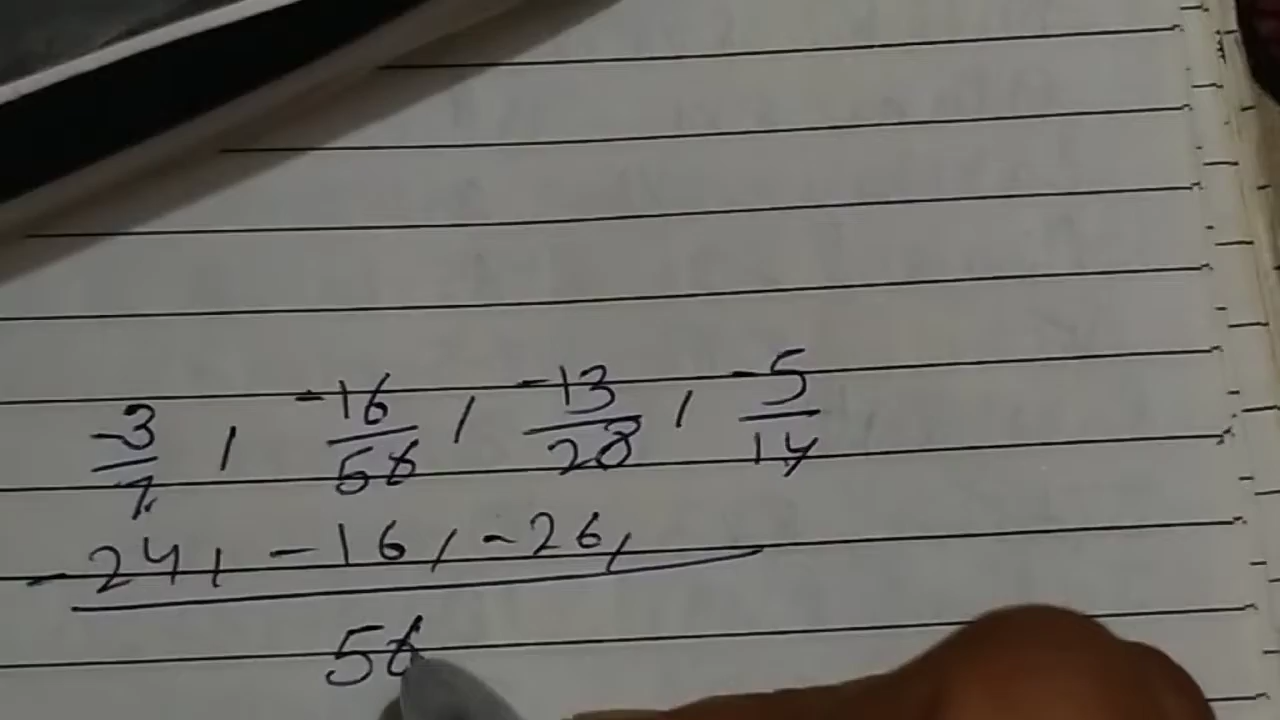 -3/7 , -16/56 , -13/28 , -5/14
-24, -16, -26,
56